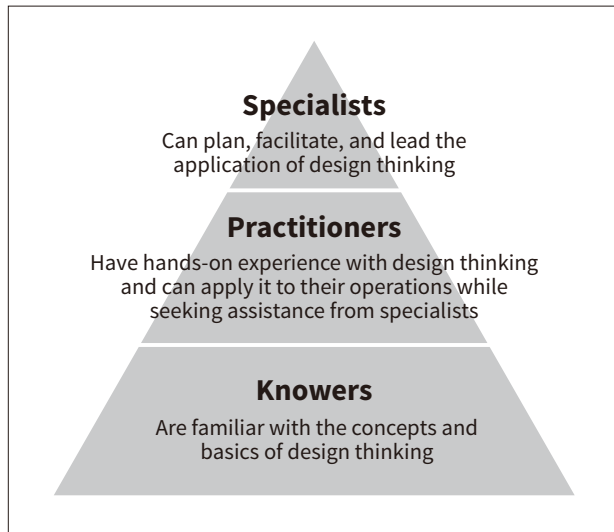 Specialists
Can plan, facilitate, and lead the
application of design thinking
Practitioners
Have hands-on experience with design thinking
and can apply it to their operations while
seeking assistance from specialists
Knowers
Are familiar with the concepts and
basics of design thinking